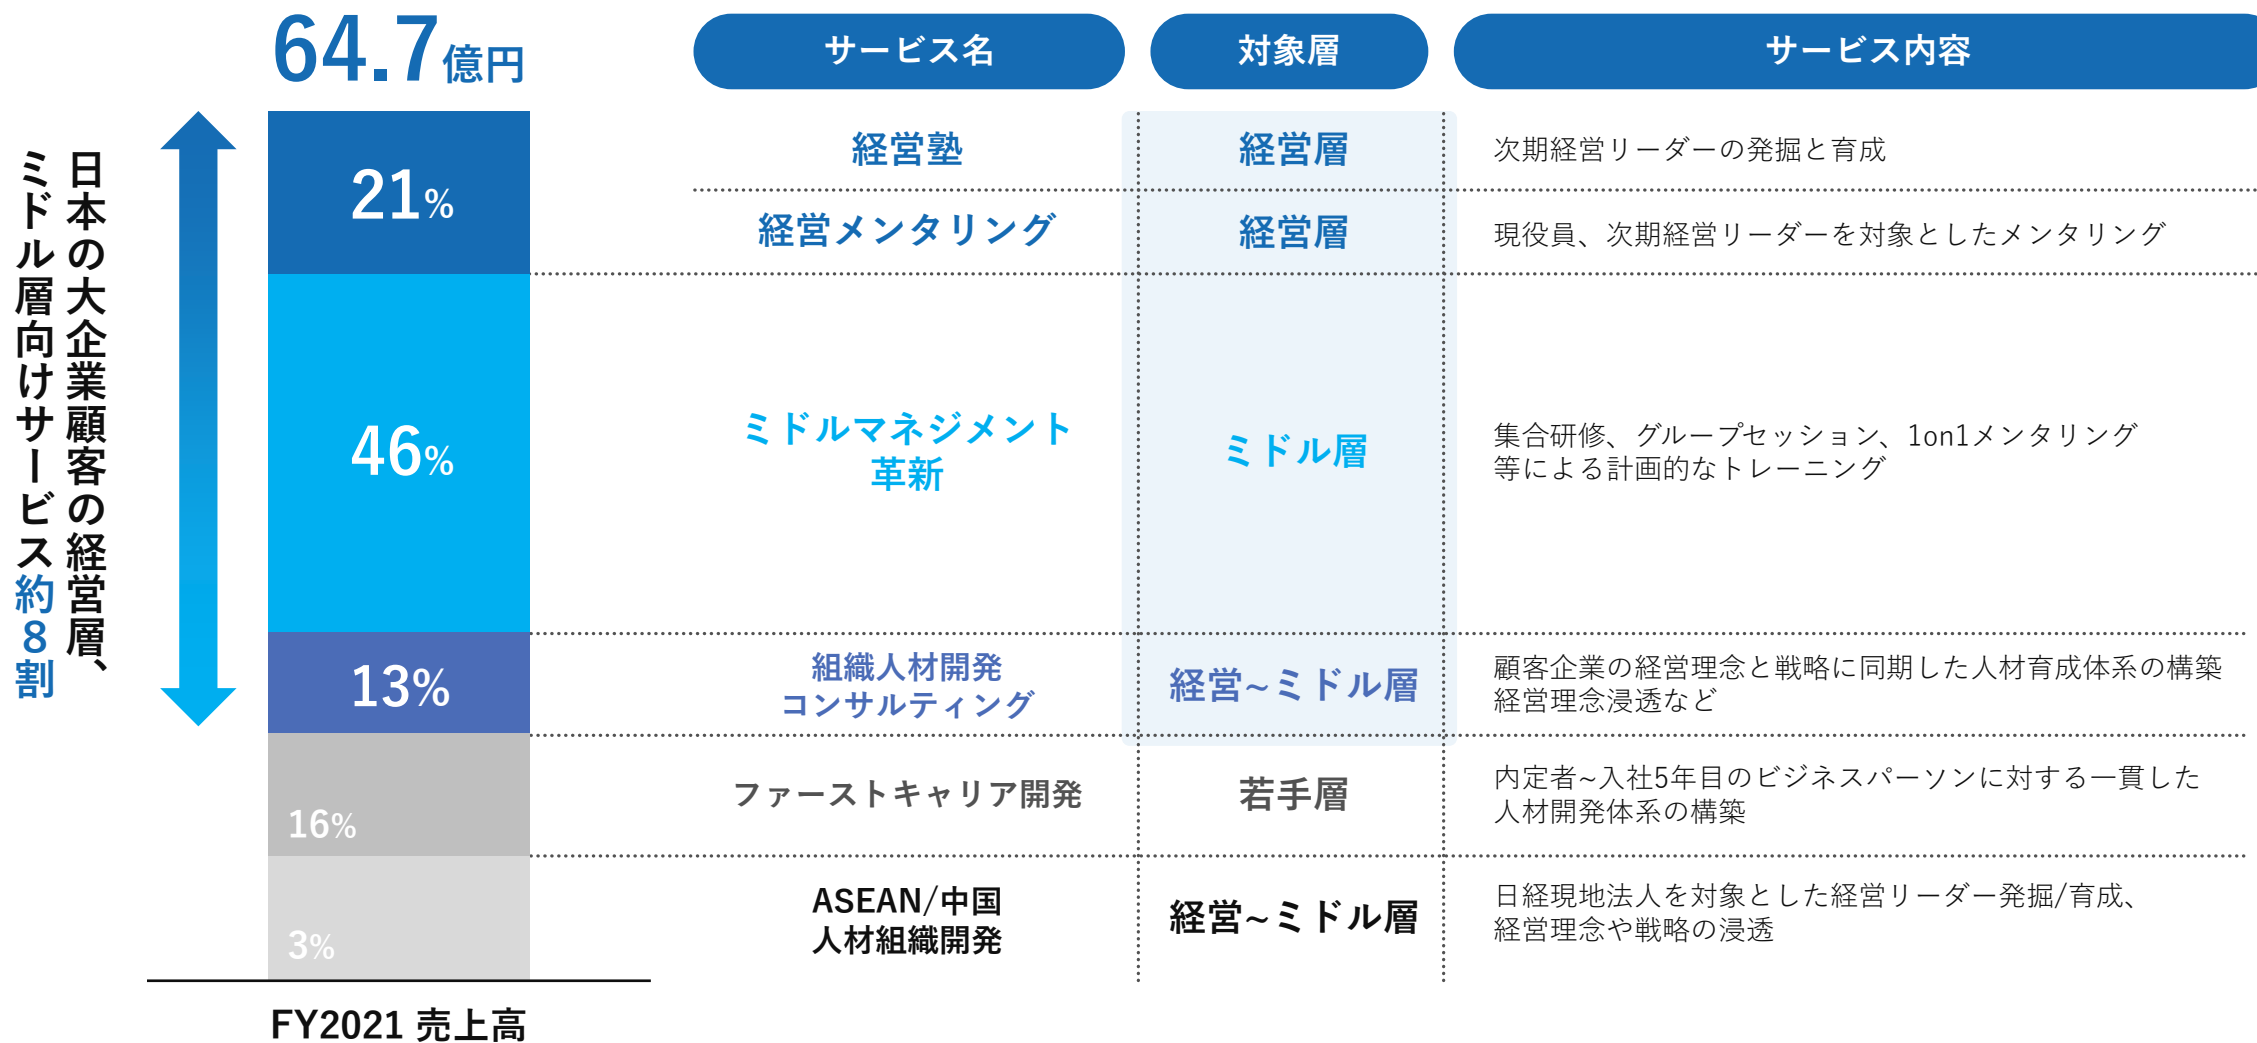 64.7億円
サービス名
対象層
サービス内容
日本の大企業顧客の経営層、
ミドル層向けサービス約8割
21%
経営塾
経営層
次期経営リーダーの発掘と育成
経営メンタリング
経営層
現役員、次期経営リーダーを対象としたメンタリング
46%
ミドルマネジメント
革新
ミドル層
集合研修、グループセッション、1on1メンタリング
等による計画的なトレーニング
13%
組織人材開発
コンサルティング
経営~ミドル層
顧客企業の経営理念と戦略に同期した人材育成体系の構築
経営理念浸透など
16%
ファーストキャリア開発
若手層
内定者~入社5年目のビジネスパーソンに対する一貫した
人材開発体系の構築
3%
ASEAN/中国
人材組織開発
経営~ミドル層
日経現地法人を対象とした経営リーダー発掘/育成、
経営理念や戦略の浸透
FY2021 売上高